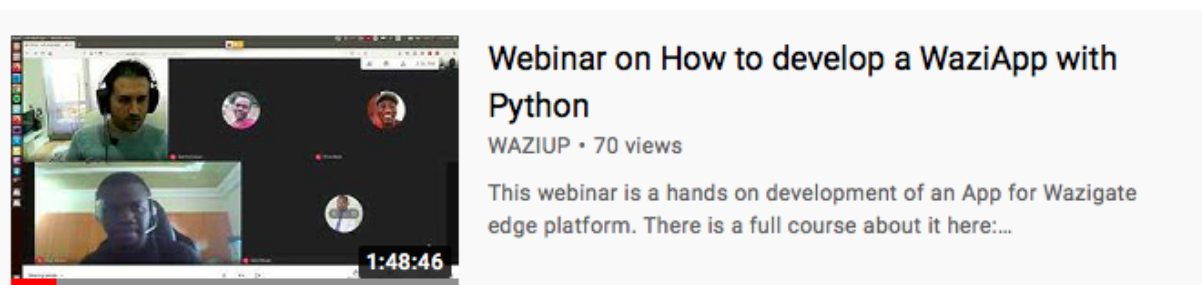 Webinar on How to develop a WaziApp with
Python
WAZIUP • 70 views
This webinar is a hands on development of an App for Wazigate
edge platform. There is a full course about it here:...
1:48:46